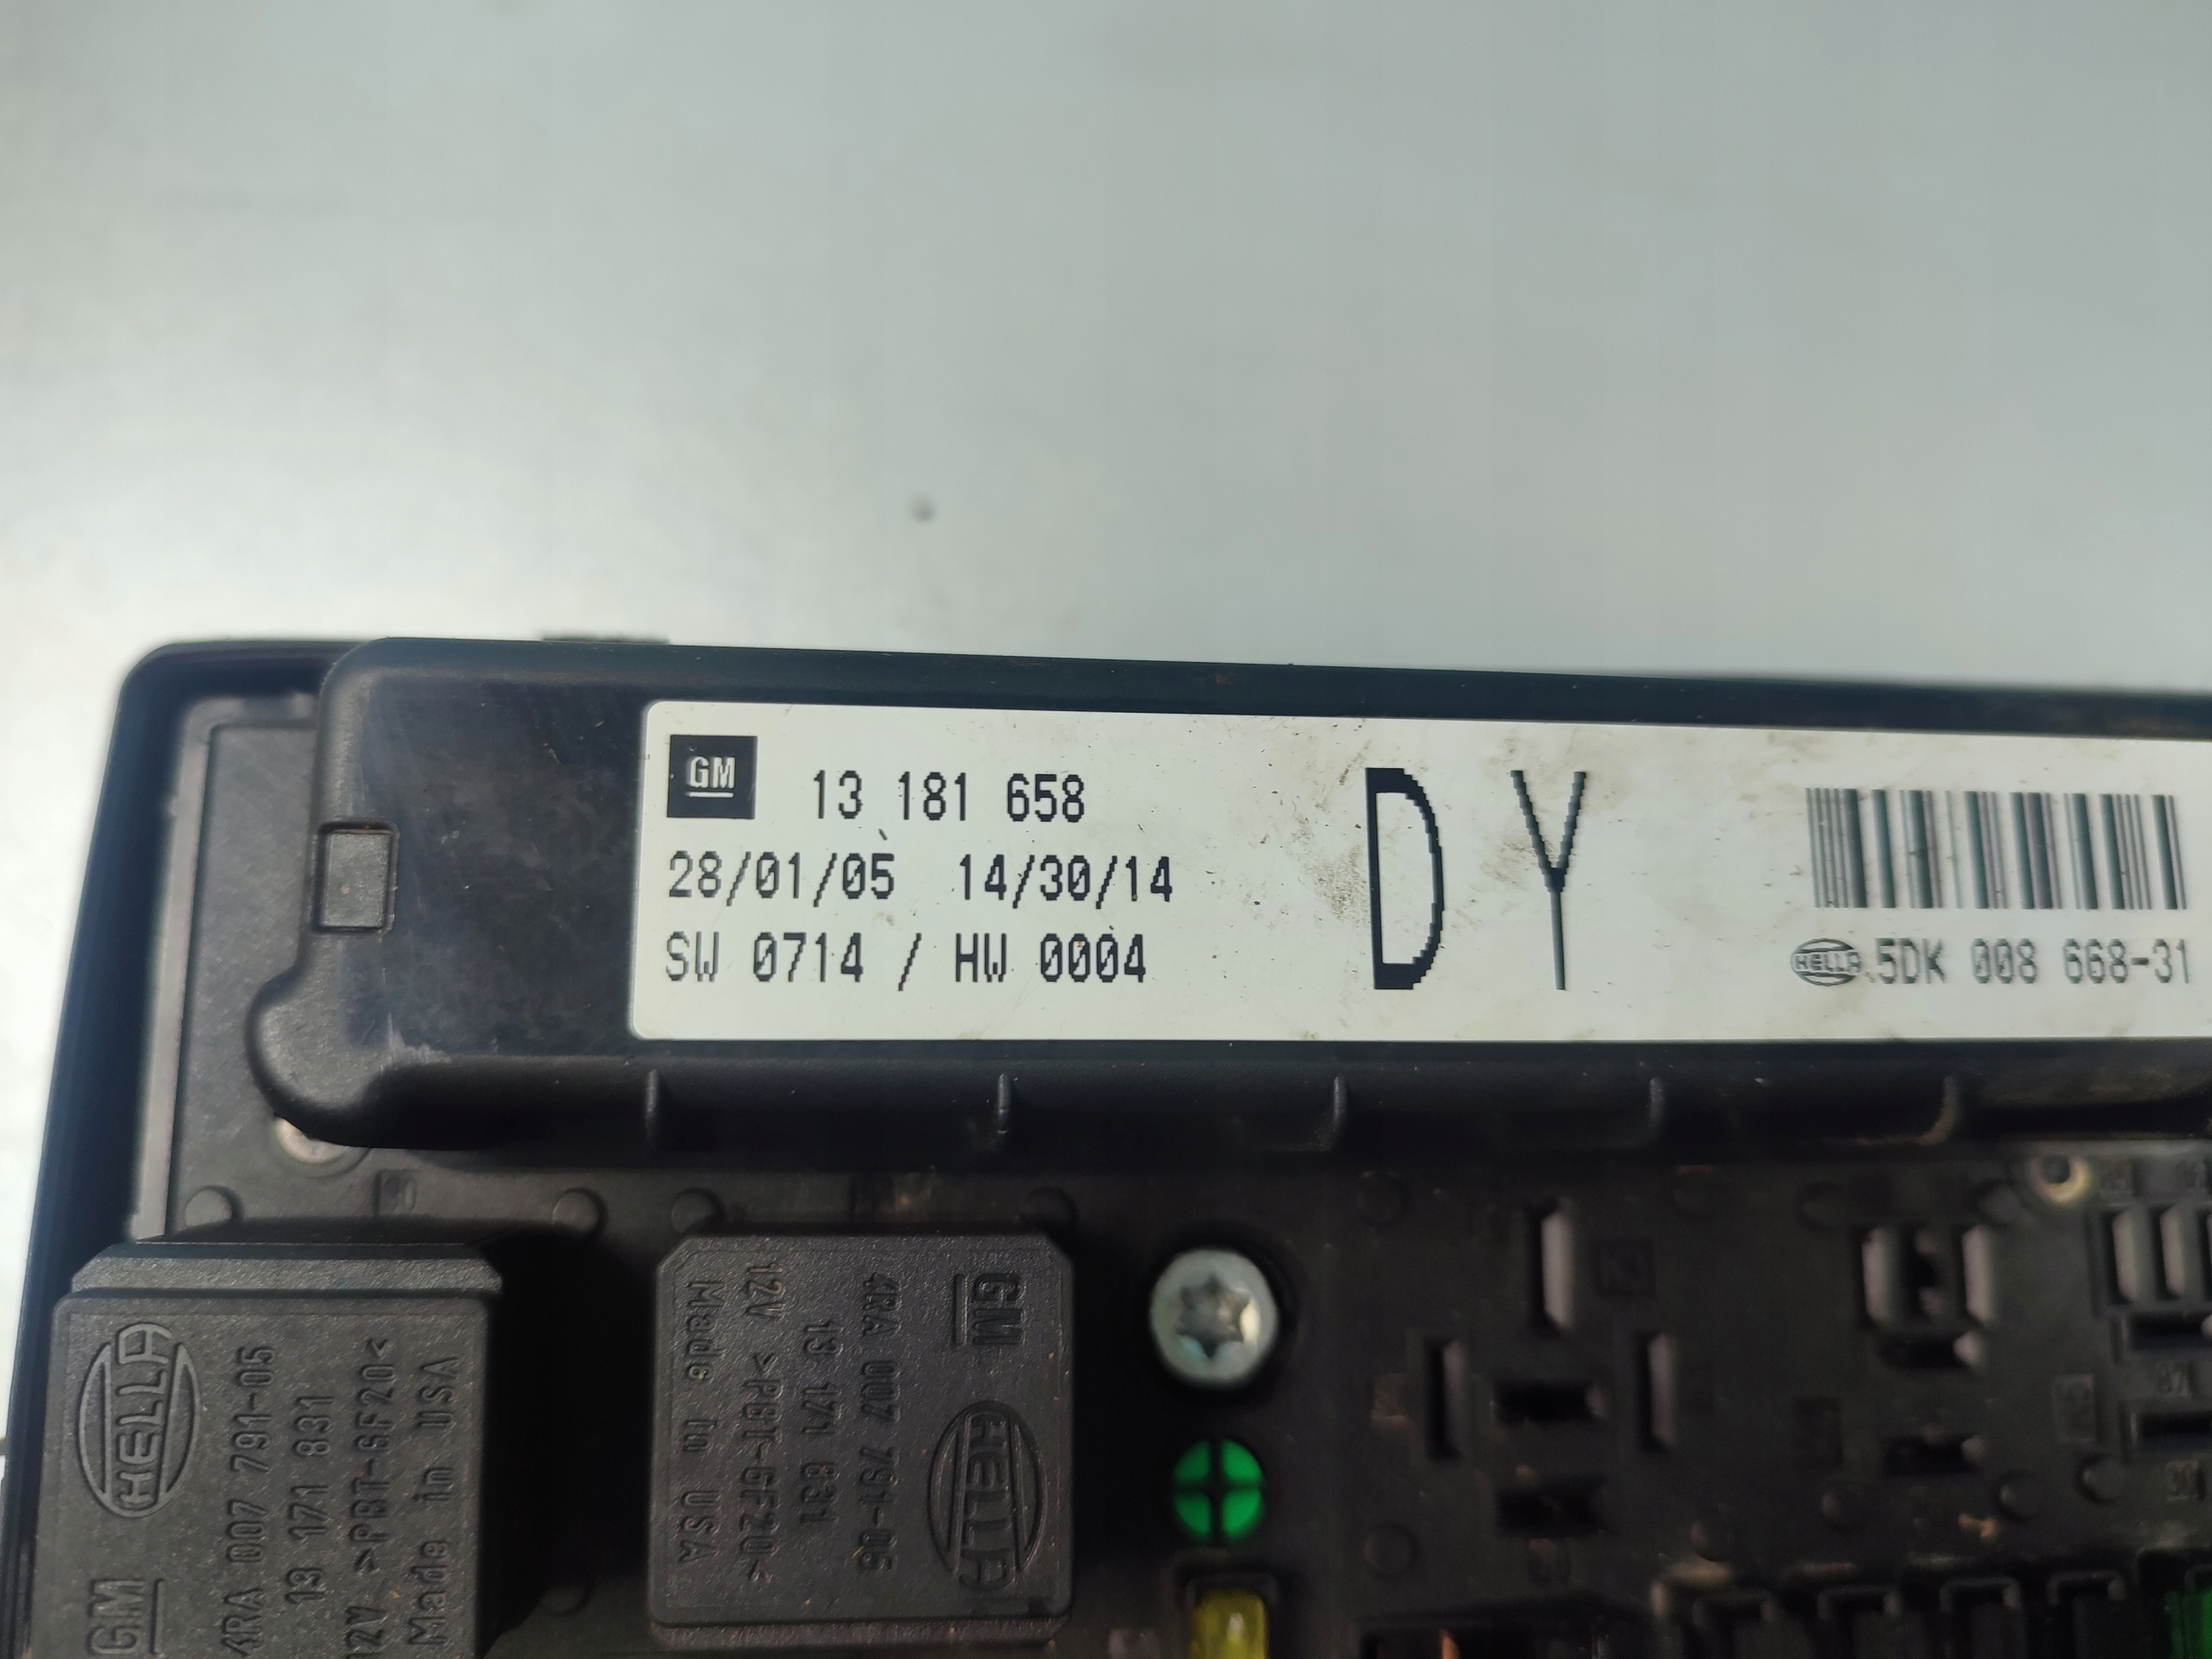 GM 13 181 658
28/01/05 14/30/14
SW 0714 / HW 0004
D Y
HELLA 5DK 008 668-31
HELLA
GM
4RA 007 791-05
13 171 831
12V >PBT-GF20<
Made in USA
GM HELLA
4RA 007 791-06
13 171 831
12V >PBT-GF20<
Made in USA